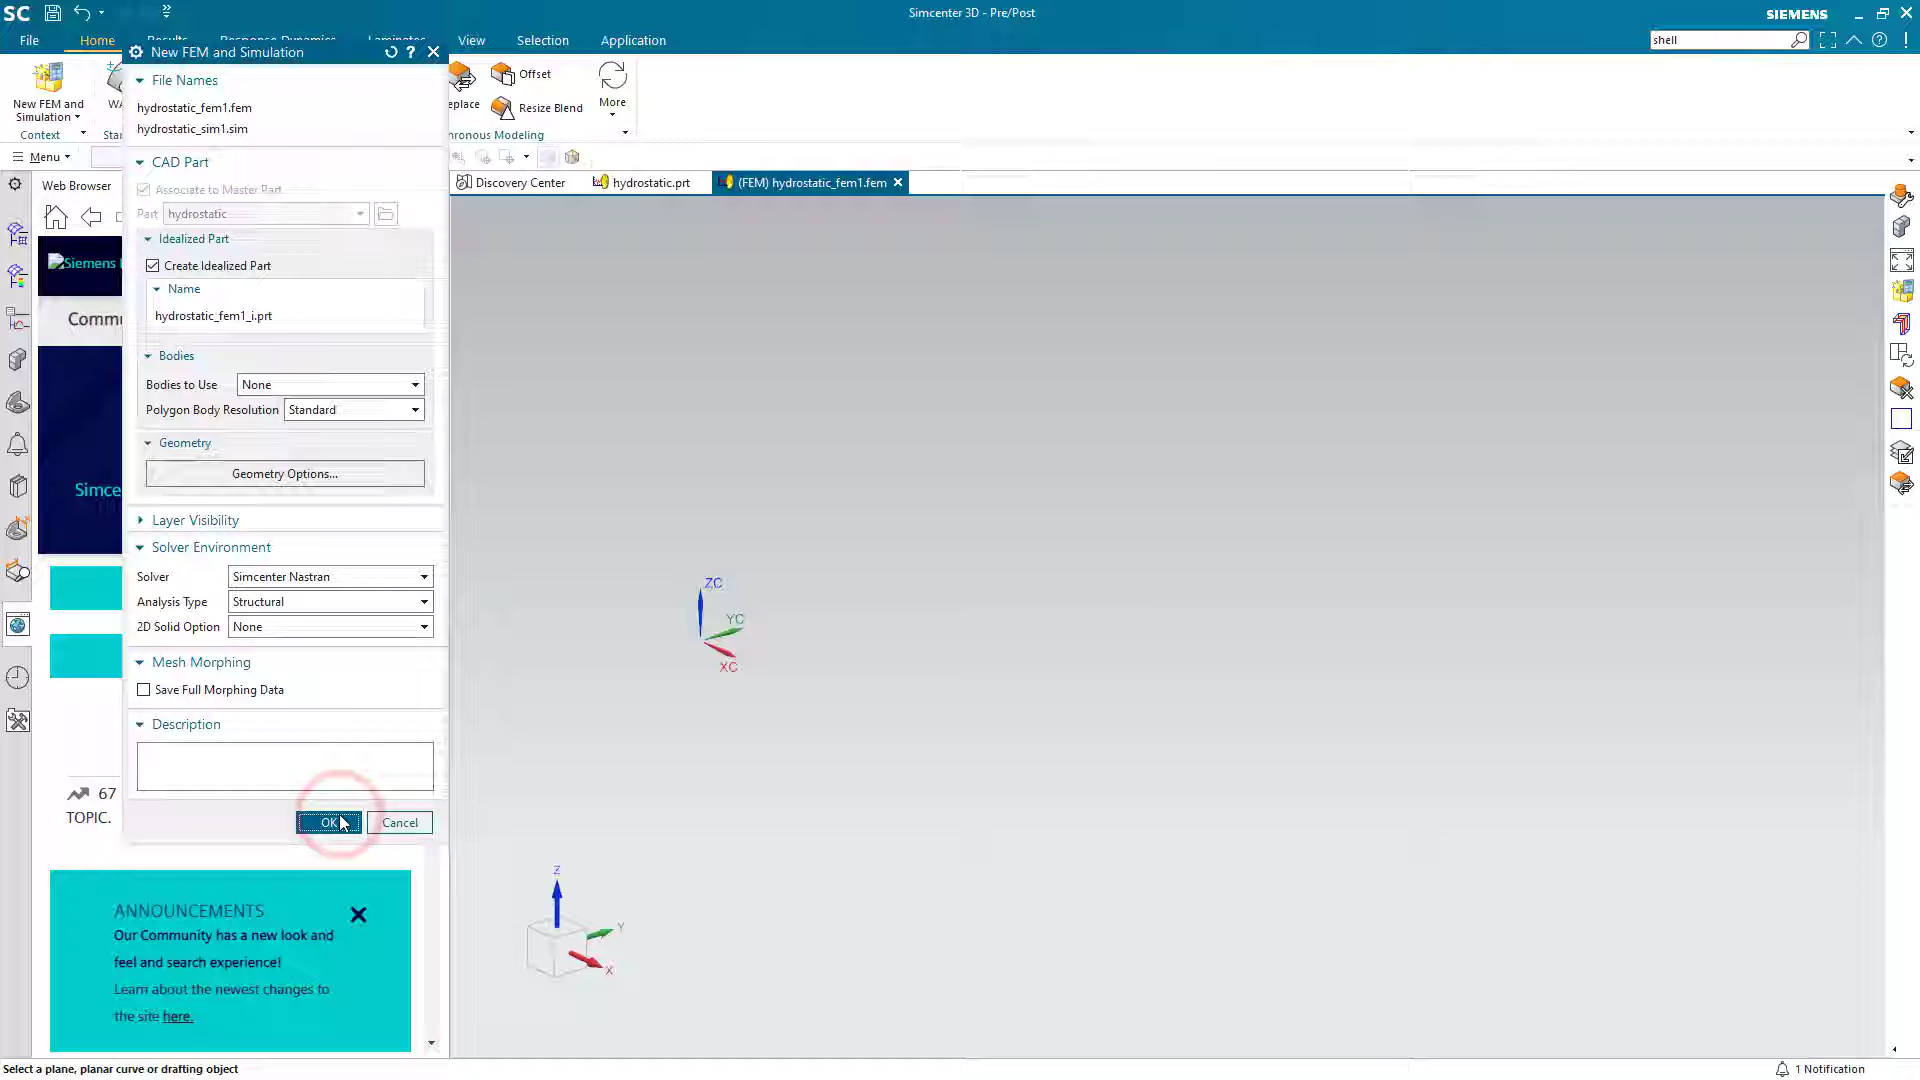 SC
Simcenter 3D - Pre/Post
SIEMENS
File
Home
Results
Response Dynamics
Laminates
View
Selection
Application
shell
New FEM and Simulation
New FEM and
Simulation
Context
Offset
Resize Blend
More
Menu
Web Browser
Discovery Center
hydrostatic.prt
(FEM) hydrostatic_fem1.fem
File Names
hydrostatic_fem1.fem
hydrostatic_sim1.sim
CAD Part
Associate to Master Part
Part
hydrostatic
Idealized Part
Create Idealized Part
Name
hydrostatic_fem1_i.prt
Bodies
Bodies to Use
None
Polygon Body Resolution
Standard
Geometry
Geometry Options...
Layer Visibility
Solver Environment
Solver
Simcenter Nastran
Analysis Type
Structural
2D Solid Option
None
Mesh Morphing
Save Full Morphing Data
Description
OK
Cancel
Siemens
67
TOPIC.
ANNOUNCEMENTS
Our Community has a new look and
feel and search experience!
Learn about the newest changes to
the site here.
ZC
YC
XC
Z
Y
X
Select a plane, planar curve or drafting object
1 Notification